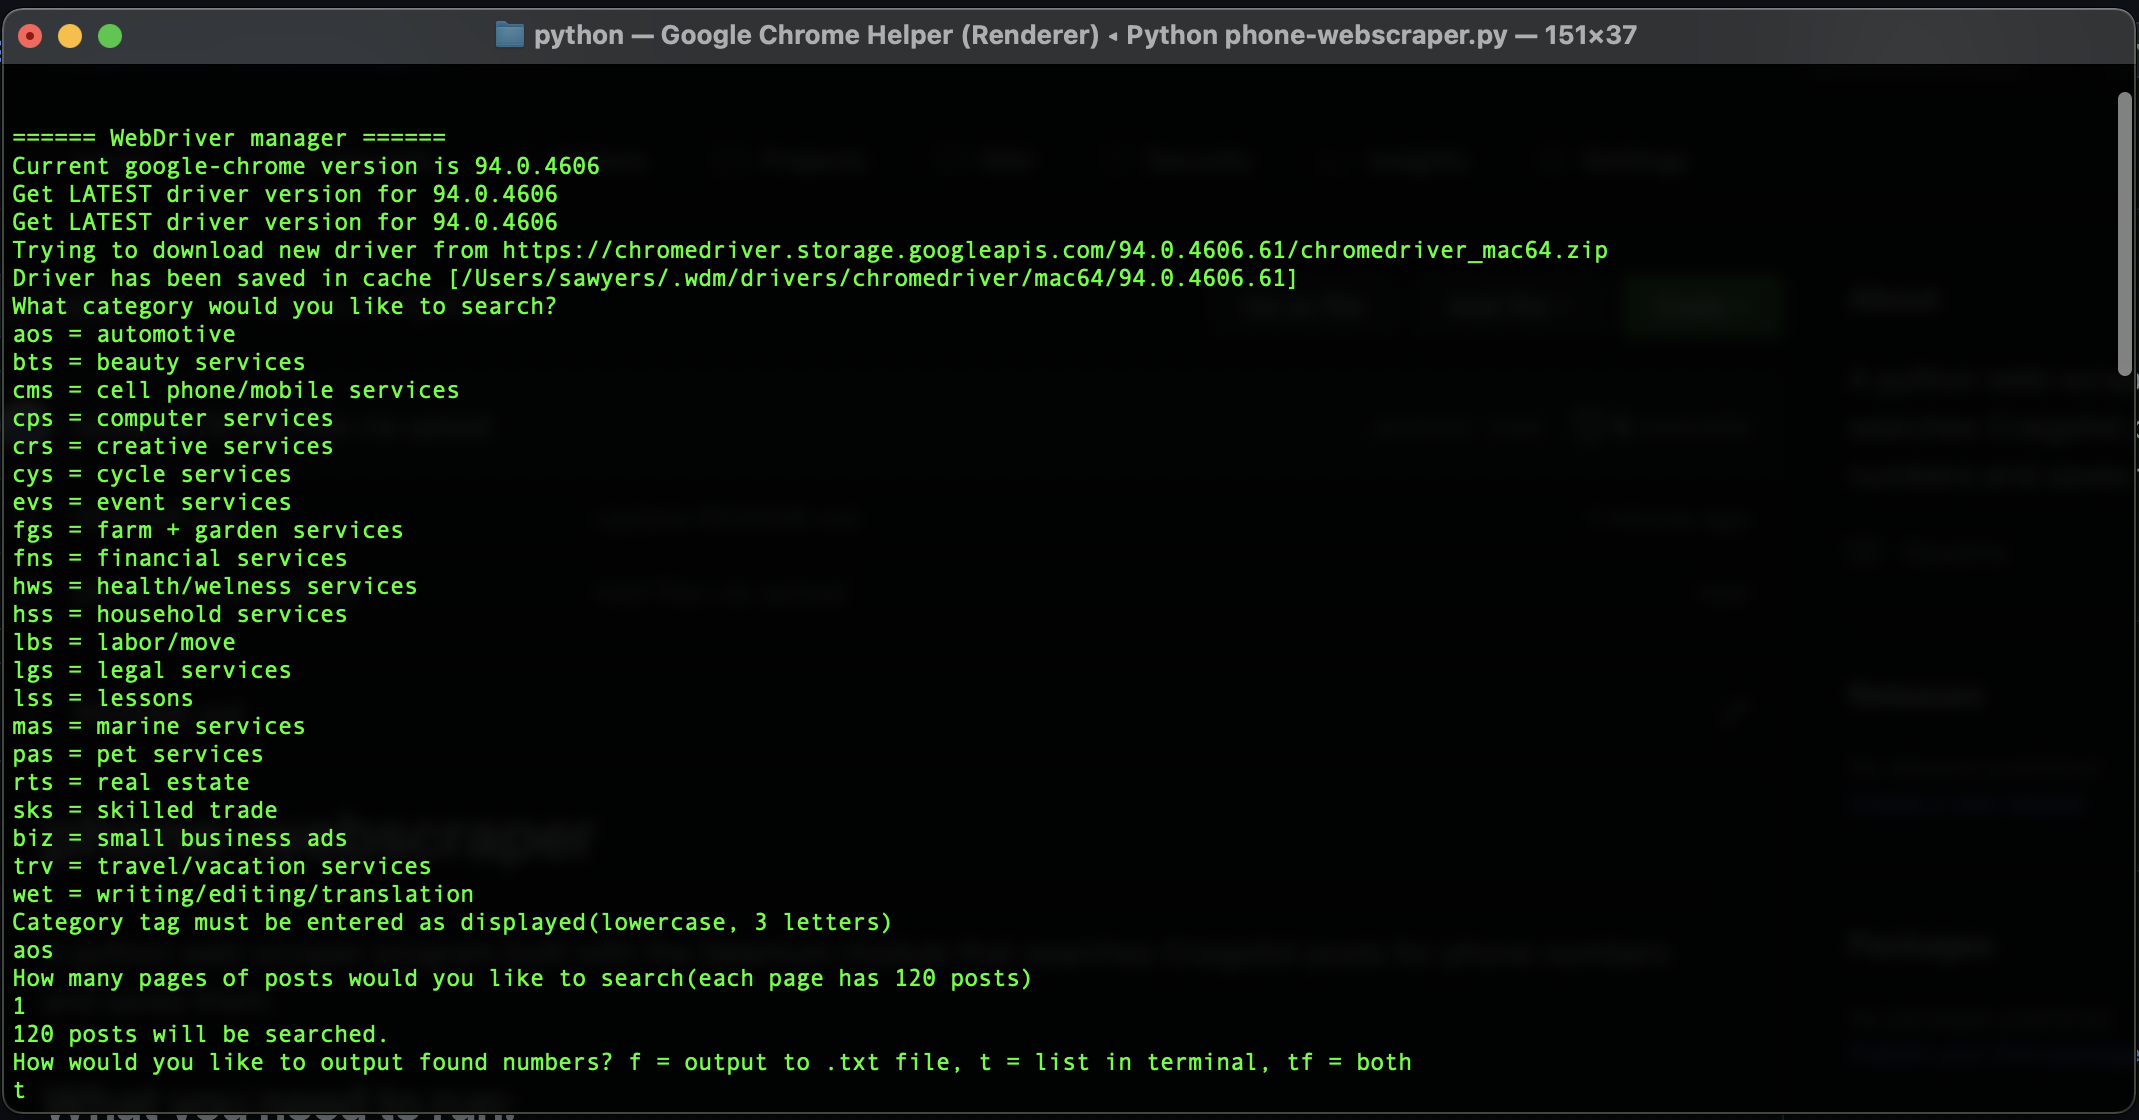 python — Google Chrome Helper (Renderer) ◂ Python phone-webscraper.py — 151×37
====== WebDriver manager ======
Current google-chrome version is 94.0.4606
Get LATEST driver version for 94.0.4606
Get LATEST driver version for 94.0.4606
Trying to download new driver from https://chromedriver.storage.googleapis.com/94.0.4606.61/chromedriver_mac64.zip
Driver has been saved in cache [/Users/sawyers/.wdm/drivers/chromedriver/mac64/94.0.4606.61]
What category would you like to search?
aos = automotive
bts = beauty services
cms = cell phone/mobile services
cps = computer services
crs = creative services
cys = cycle services
evs = event services
fgs = farm + garden services
fns = financial services
hws = health/welness services
hss = household services
lbs = labor/move
lgs = legal services
lss = lessons
mas = marine services
pas = pet services
rts = real estate
sks = skilled trade
biz = small business ads
trv = travel/vacation services
wet = writing/editing/translation
Category tag must be entered as displayed(lowercase, 3 letters)
aos
How many pages of posts would you like to search(each page has 120 posts)
1
120 posts will be searched.
How would you like to output found numbers? f = output to .txt file, t = list in terminal, tf = both
t